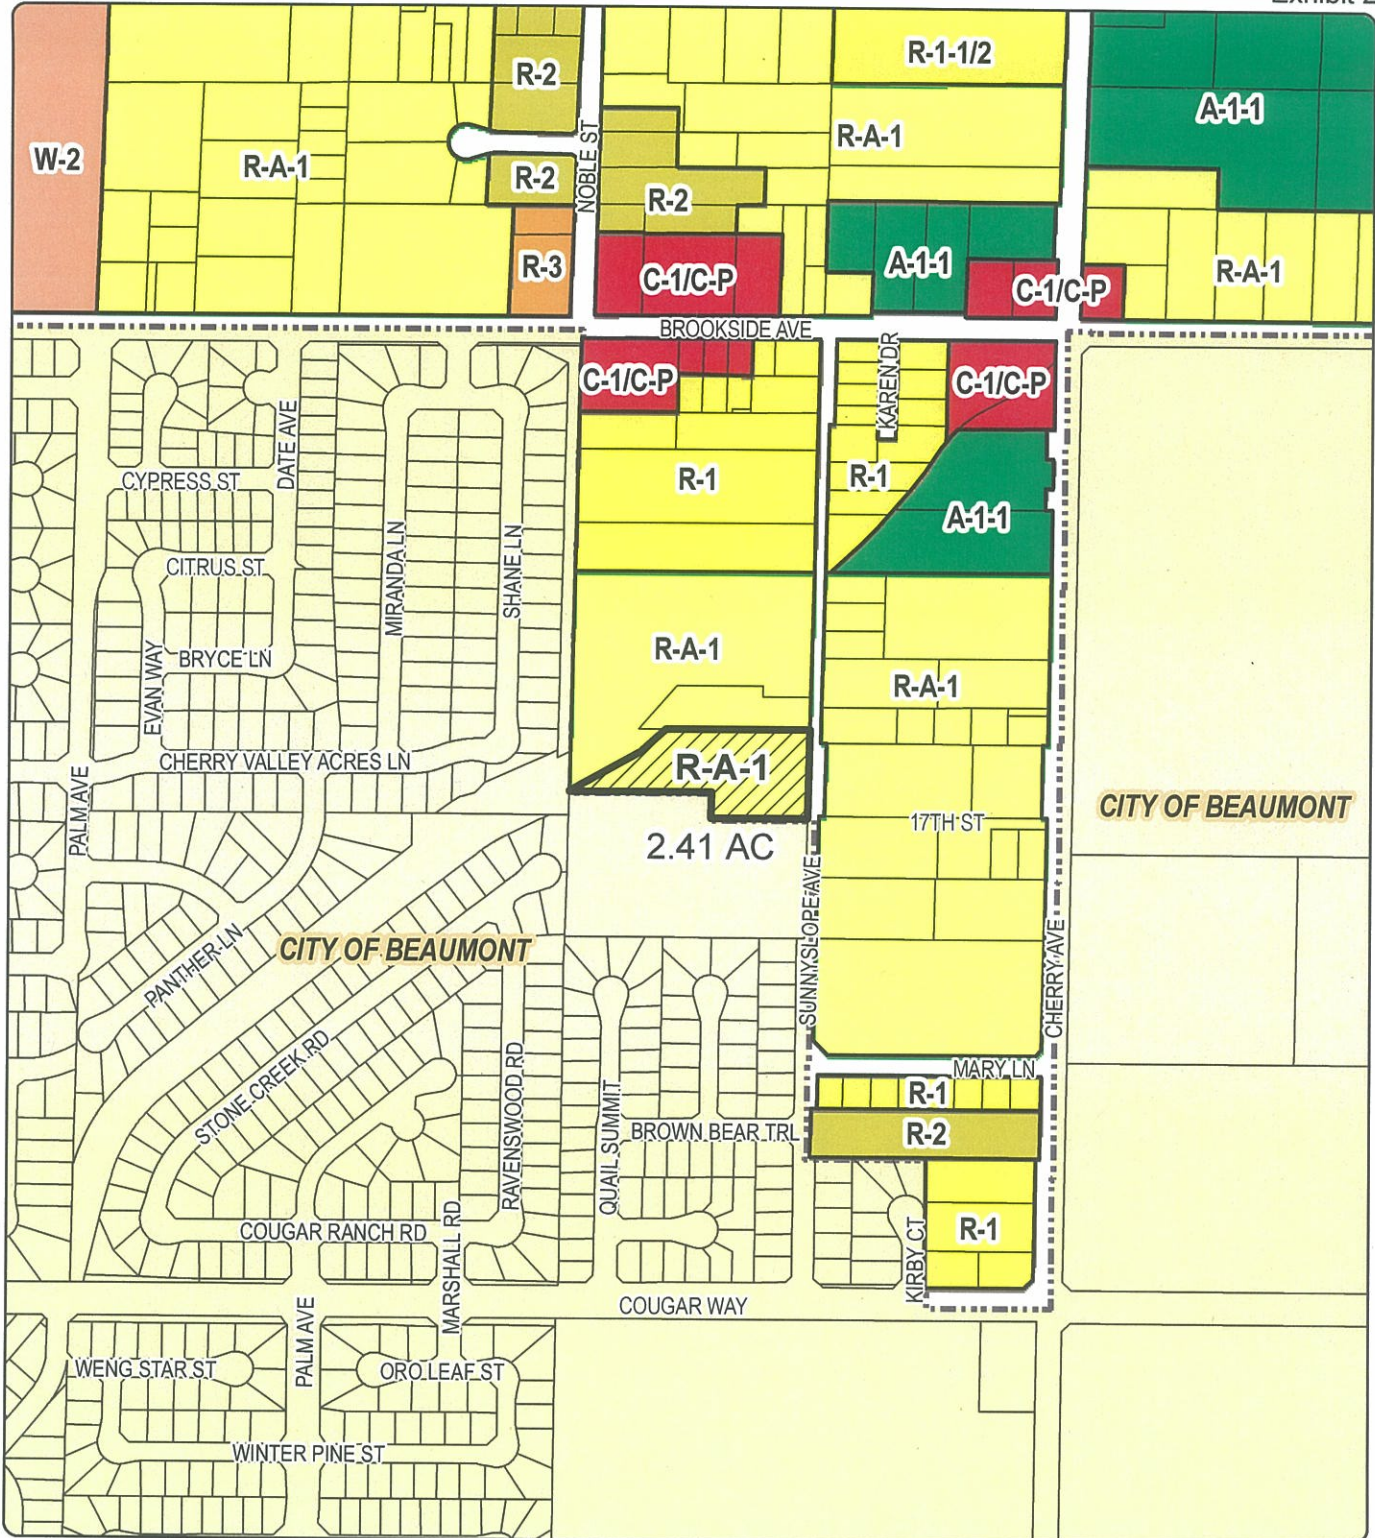 R-1-1/2
R-2
A-1-1
R-A-1
W-2
R-A-1
NOBLE ST
R-2
R-2
R-3
C-1/C-P
A-1-1
C-1/C-P
R-A-1
BROOKSIDE AVE
C-1/C-P
KAREN DR
C-1/C-P
DATE AVE
CYPRESS ST
R-1
R-1
A-1-1
MIRANDA LN
SHANE LN
CITRUS ST
EVAN WAY
BRYCE LN
R-A-1
R-A-1
CHERRY VALLEY ACRES LN
R-A-1
PALM AVE
17TH ST
CITY OF BEAUMONT
2.41 AC
SUNNYSLOPE AVE
CHERRY AVE
PANTHER LN
CITY OF BEAUMONT
STONE CREEK RD
RAVENSWOOD RD
QUAIL SUMMIT
MARY LN
R-1
BROWN BEAR TRL
R-2
COUGAR RANCH RD
MARSHALL RD
KIRBY CT
R-1
COUGAR WAY
PALM AVE
WENG STAR ST
ORO LEAF ST
WINTER PINE ST